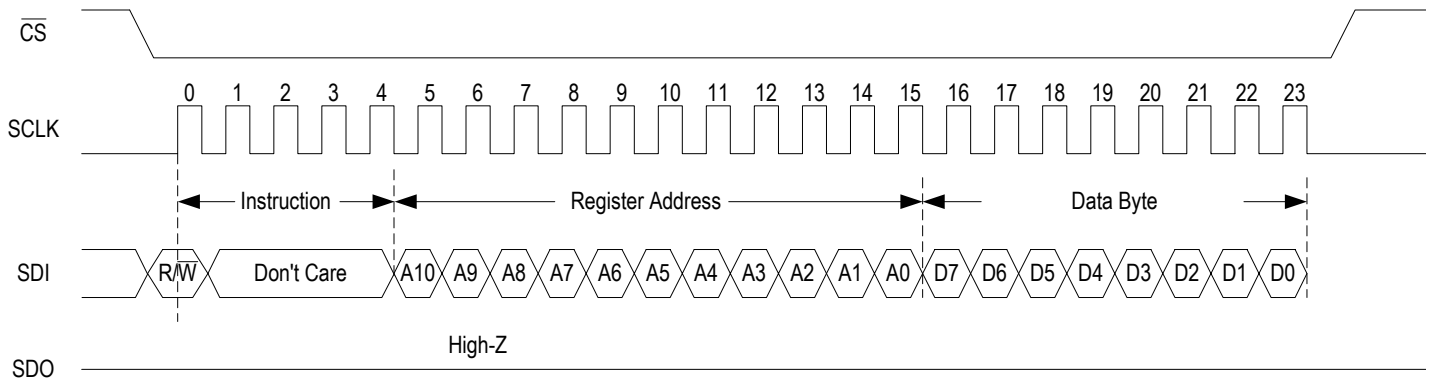 CS
0 1 2 3 4 5 6 7 8 9 10 11 12 13 14 15 16 17 18 19 20 21 22 23
SCLK
Instruction Register Address Data Byte
SDI R/W Don't Care A10 A9 A8 A7 A6 A5 A4 A3 A2 A1 A0 D7 D6 D5 D4 D3 D2 D1 D0
High-Z
SDO